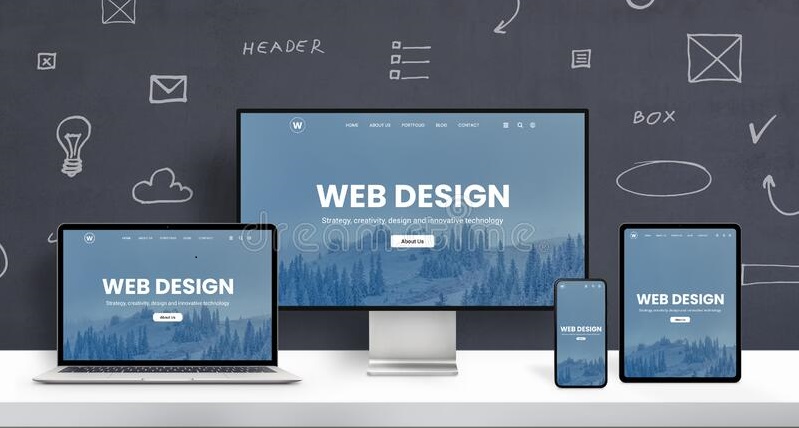 HEADER
BOX
W
HOME ABOUT US PORTFOLIO BLOG CONTACT
WEB DESIGN
Strategy, creativity, design and innovative technology
About Us
dreamstime
W
HOME ABOUT US PORTFOLIO BLOG CONTACT
WEB DESIGN
Strategy, creativity, design and innovative technology
About Us
WEB DESIGN
W
WEB DESIGN
Strategy, creativity, design and innovative technology
About Us